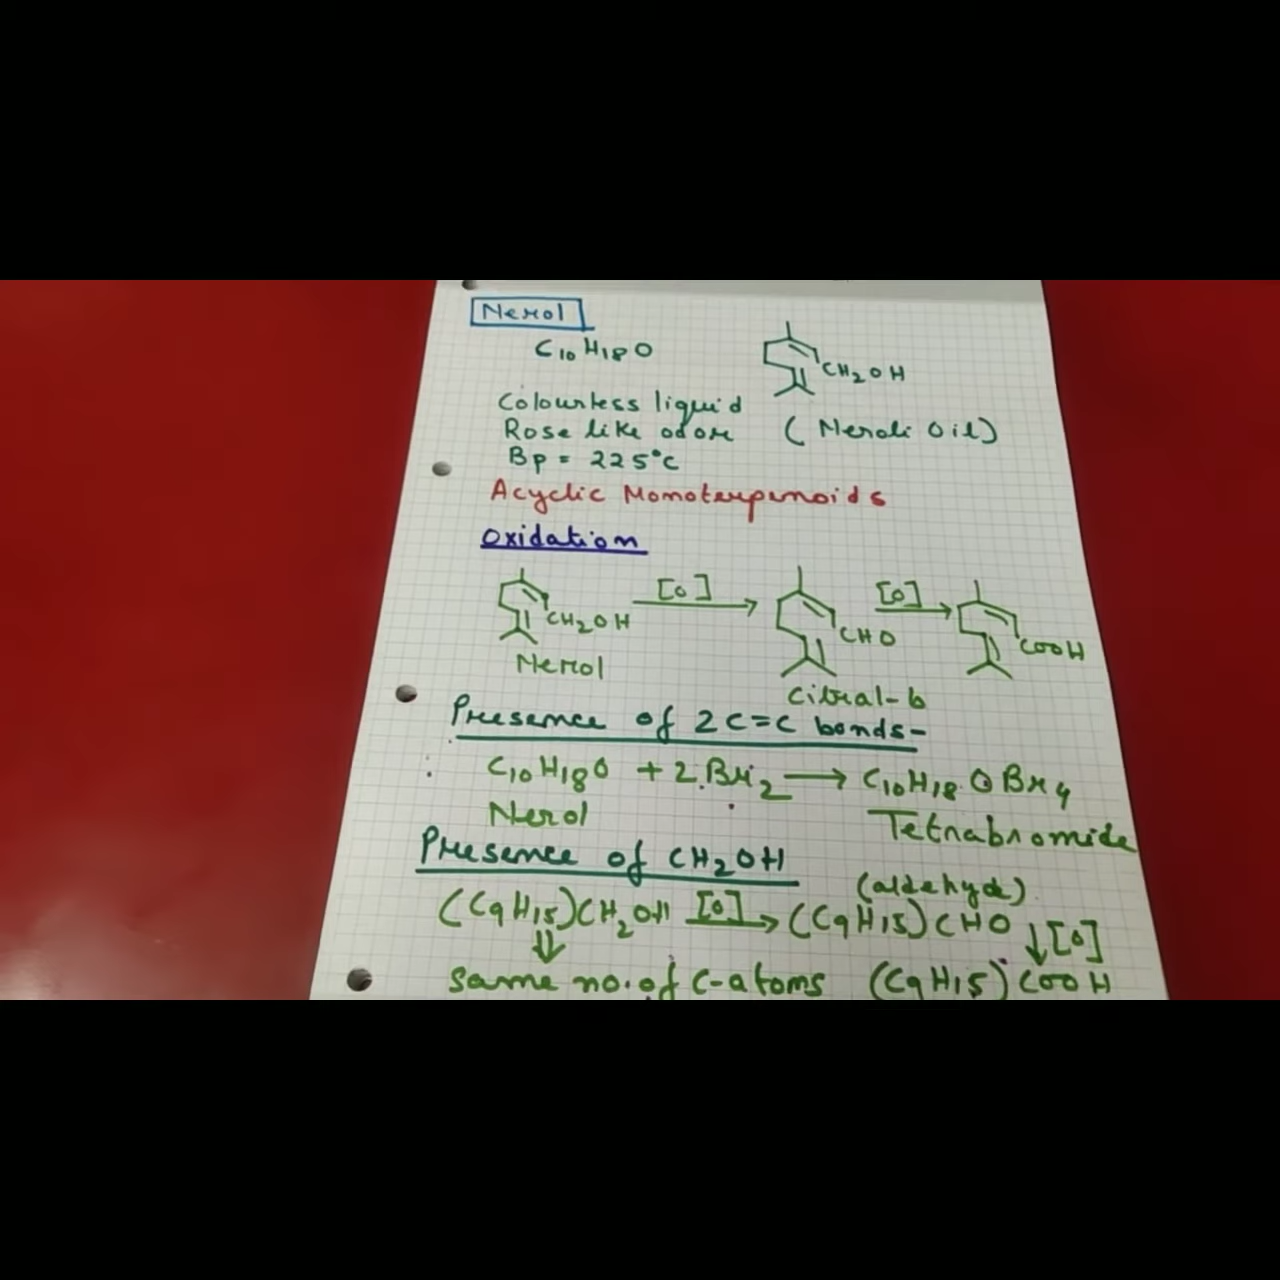 Nerol
C10H18O
CH2OH
Colourless liquid
Rose like odor (Neroli Oil)
Bp = 225°C
Acyclic Monoterpenoids
Oxidation
CH2OH [O] CHO [O] COOH
Nerol
Citral-b
Presence of 2 C=C bonds-
C10H18O + 2Br2 → C10H18OBr4
Nerol Tetrabromide
Presence of CH2OH
(aldehyde)
(C9H15)CH2OH [O]→ (C9H15)CHO ↓[O]
⇓
same no. of C-atoms (C9H15)COOH